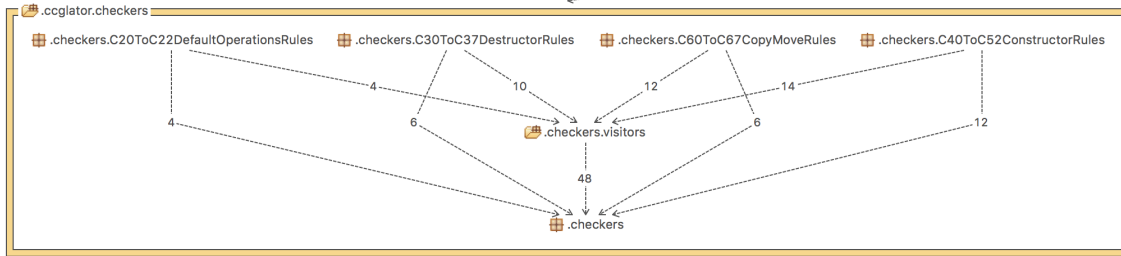 .ccglator.checkers
.checkers.C20ToC22DefaultOperationsRules .checkers.C30ToC37DestructorRules .checkers.C60ToC67CopyMoveRules .checkers.C40ToC52ConstructorRules
4 10 12 14
4 6 6 12
.checkers.visitors
48
.checkers